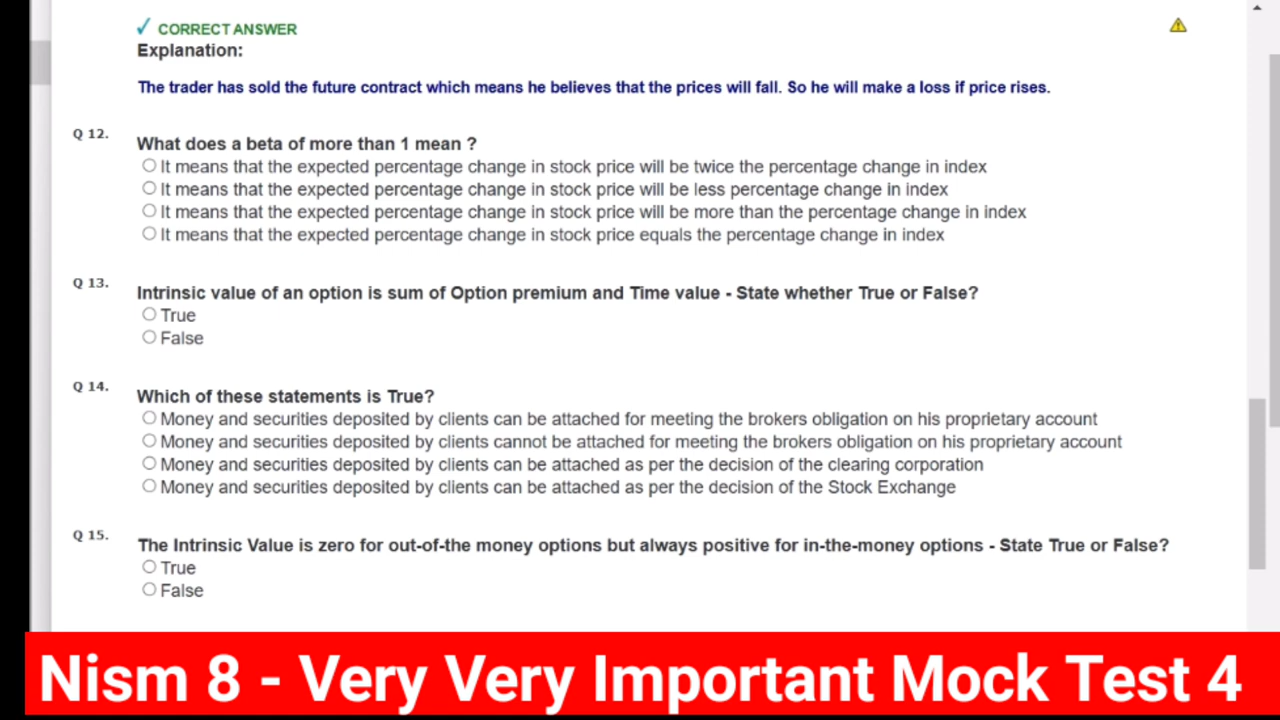 ✓ CORRECT ANSWER
Explanation:
The trader has sold the future contract which means he believes that the prices will fall. So he will make a loss if price rises.
Q 12. What does a beta of more than 1 mean ?
It means that the expected percentage change in stock price will be twice the percentage change in index
It means that the expected percentage change in stock price will be less percentage change in index
It means that the expected percentage change in stock price will be more than the percentage change in index
It means that the expected percentage change in stock price equals the percentage change in index
Q 13. Intrinsic value of an option is sum of Option premium and Time value - State whether True or False?
True
False
Q 14. Which of these statements is True?
Money and securities deposited by clients can be attached for meeting the brokers obligation on his proprietary account
Money and securities deposited by clients cannot be attached for meeting the brokers obligation on his proprietary account
Money and securities deposited by clients can be attached as per the decision of the clearing corporation
Money and securities deposited by clients can be attached as per the decision of the Stock Exchange
Q 15. The Intrinsic Value is zero for out-of-the money options but always positive for in-the-money options - State True or False?
True
False
Nism 8 - Very Very Important Mock Test 4